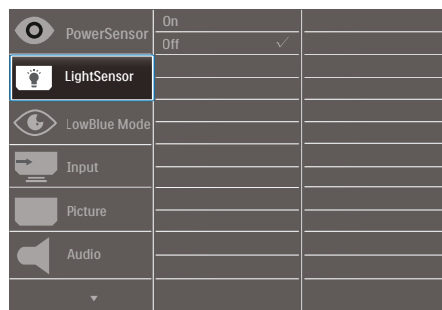 PowerSensor
On
Off
LightSensor
LowBlue Mode
Input
Picture
Audio